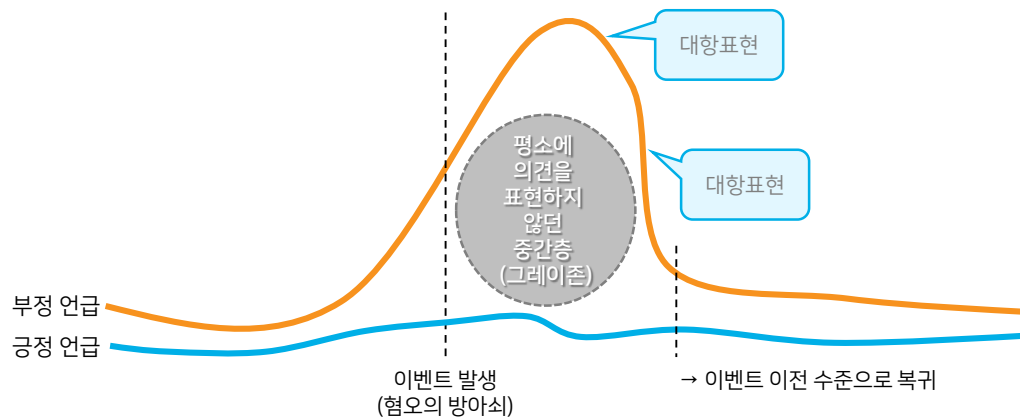 대항표현
평소에
의견을
표현하지
않던
중간층
(그레이존)
대항표현
부정 언급
긍정 언급
이벤트 발생
(혐오의 방아쇠)
→ 이벤트 이전 수준으로 복귀